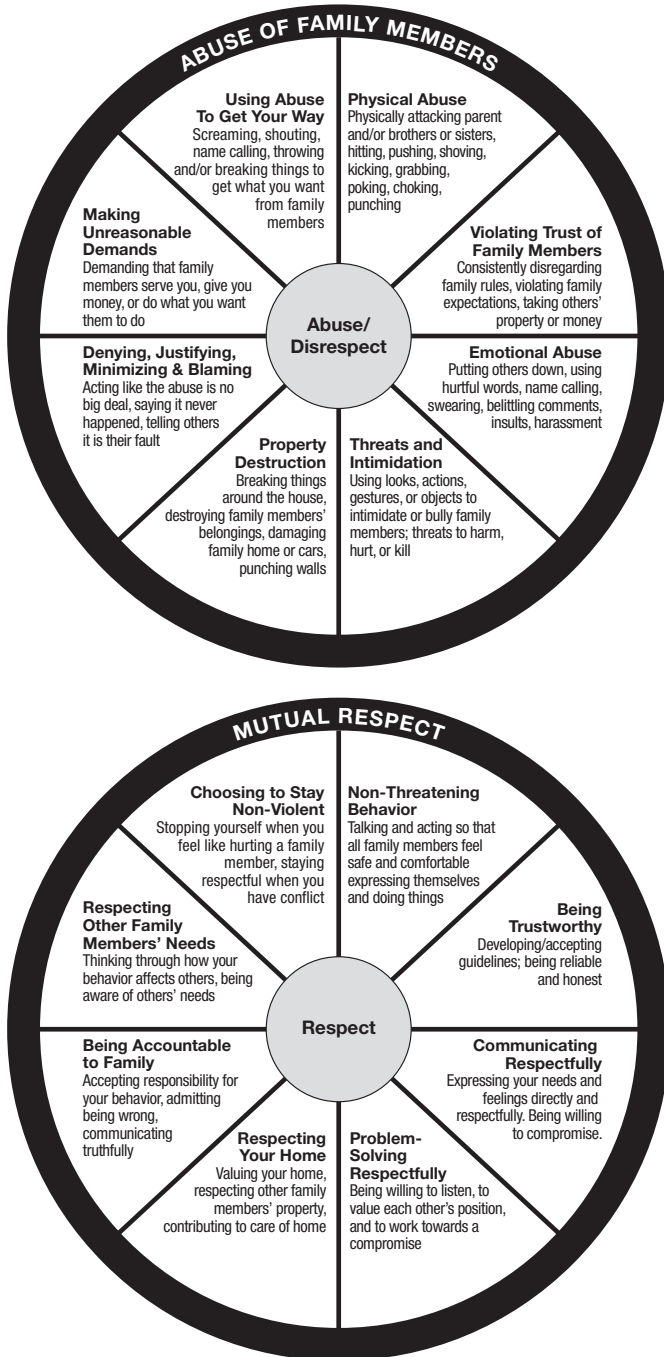 ABUSE OF FAMILY MEMBERS
Using Abuse
To Get Your Way
Screaming, shouting,
name calling, throwing
and/or breaking things to
get what you want
from family
members
Physical Abuse
Physically attacking parent
and/or brothers or sisters,
hitting, pushing, shoving,
kicking, grabbing,
poking, choking,
punching
Making
Unreasonable
Demands
Demanding that family
members serve you, give you
money, or do what you want
them to do
Violating Trust of
Family Members
Consistently disregarding
family rules, violating family
expectations, taking others’
property or money
Abuse/
Disrespect
Denying, Justifying,
Minimizing & Blaming
Acting like the abuse is no
big deal, saying it never
happened, telling others
it is their fault
Emotional Abuse
Putting others down, using
hurtful words, name calling,
swearing, belittling comments,
insults, harassment
Property
Destruction
Breaking things
around the house,
destroying family members’
belongings, damaging
family home or cars,
punching walls
Threats and
Intimidation
Using looks, actions,
gestures, or objects to
intimidate or bully family
members; threats to harm,
hurt, or kill
MUTUAL RESPECT
Choosing to Stay
Non-Violent
Stopping yourself when you
feel like hurting a family
member, staying
respectful when you
have conflict
Non-Threatening
Behavior
Talking and acting so that
all family members feel
safe and comfortable
expressing themselves
and doing things
Respecting
Other Family
Members’ Needs
Thinking through how your
behavior affects others, being
aware of others’ needs
Being
Trustworthy
Developing/accepting
guidelines; being reliable
and honest
Respect
Being Accountable
to Family
Accepting responsibility for
your behavior, admitting
being wrong,
communicating
truthfully
Communicating
Respectfully
Expressing your needs and
feelings directly and
respectfully. Being willing
to compromise.
Respecting
Your Home
Valuing your home,
respecting other family
members’ property,
contributing to care of home
Problem-
Solving
Respectfully
Being willing to listen, to
value each other’s position,
and to work towards a
compromise